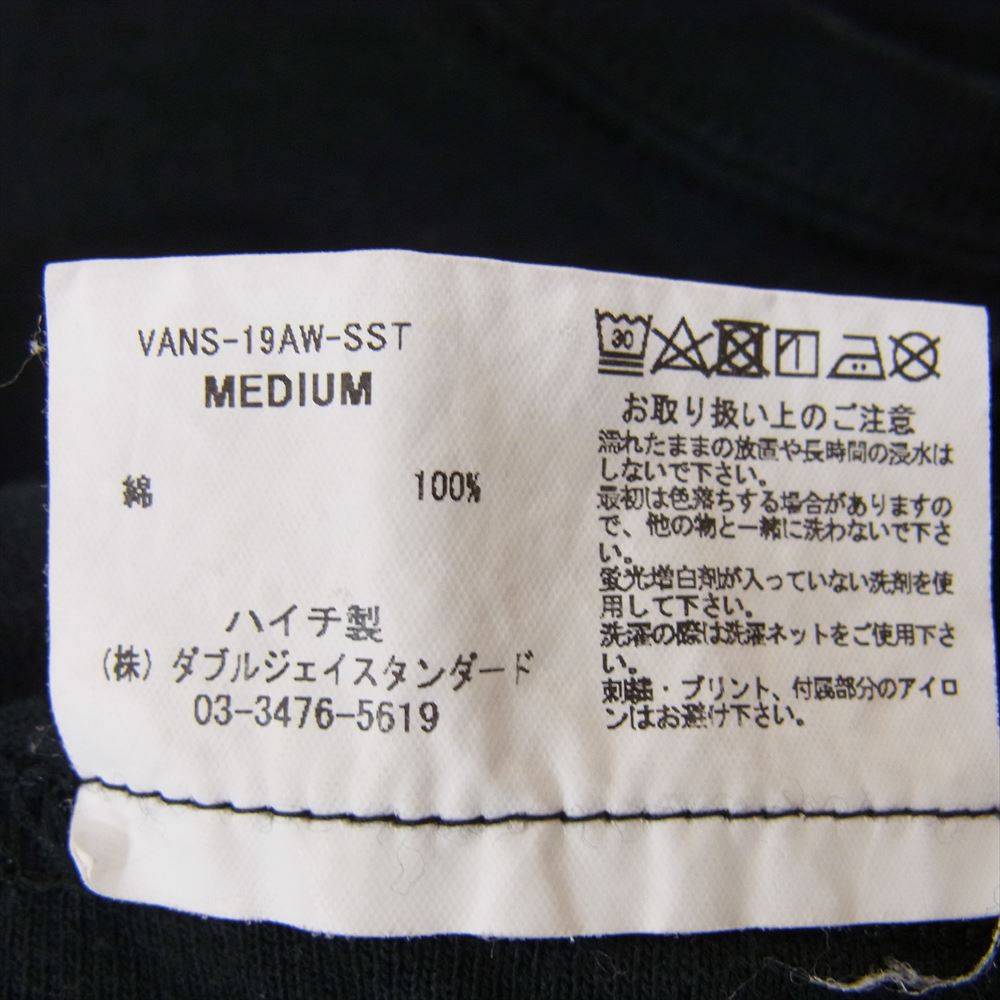 VANS-19AW-SST
MEDIUM
綿 100%
ハイチ製
(株)ダブルジェイスタンダード
03-3476-5619
30
お取り扱い上のご注意
濡れたままの放置や長時間の浸水は
しないで下さい。
最初は色落ちする場合がありますの
で、他の物と一緒に洗わないで下さ
い。
蛍光増白剤が入っていない洗剤を使
用して下さい。
洗濯の際は洗濯ネットをご使用下さ
い。
刺繍・プリント、付属部分のアイロ
ンはお避け下さい。